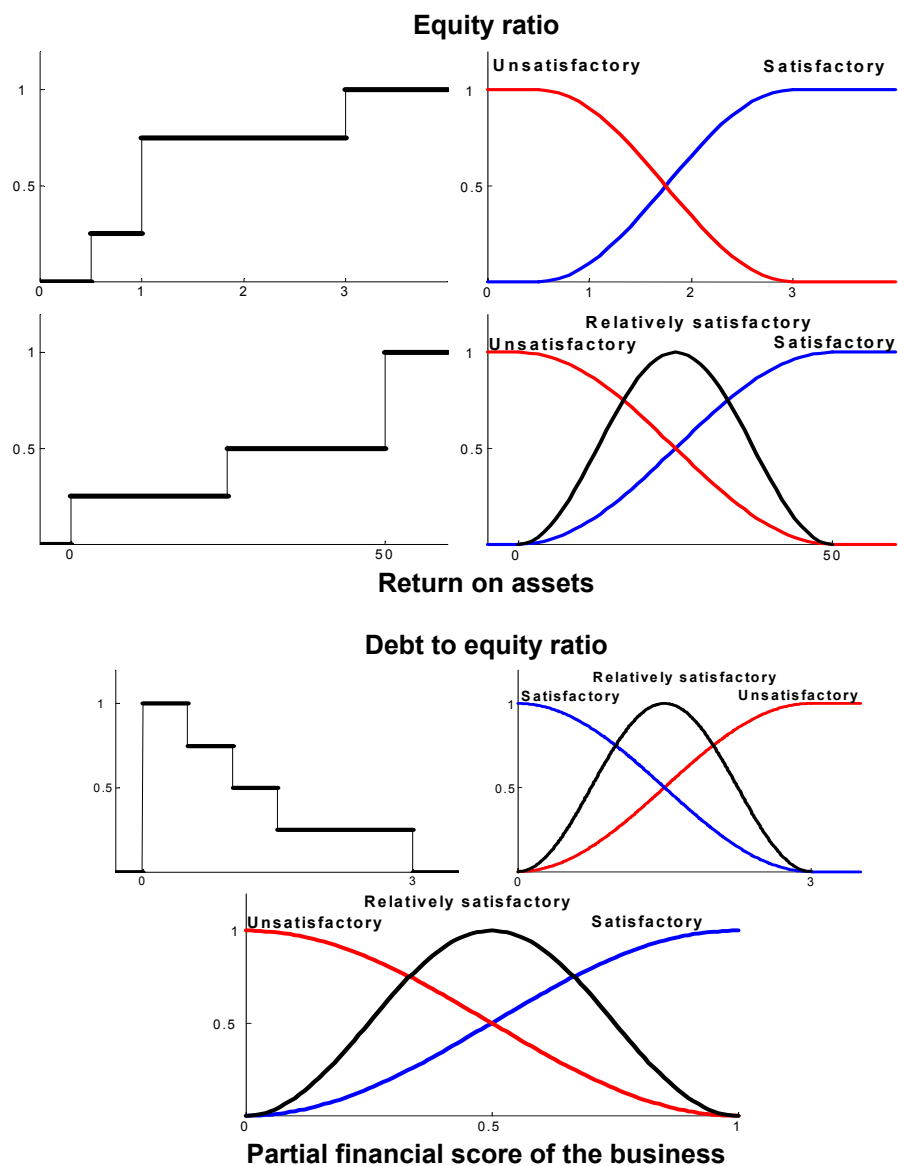 Equity ratio
Unsatisfactory Satisfactory
1
0.5
0 1 3
1
0.5
0 1 2 3
Relatively satisfactory
Unsatisfactory Satisfactory
1
0.5
0 50
1
0.5
0 50
Return on assets
Debt to equity ratio
Relatively satisfactory
Satisfactory Unsatisfactory
1
0.5
0 3
1
0.5
0 3
Relatively satisfactory
Unsatisfactory Satisfactory
1
0.5
0 0.5 1
Partial financial score of the business